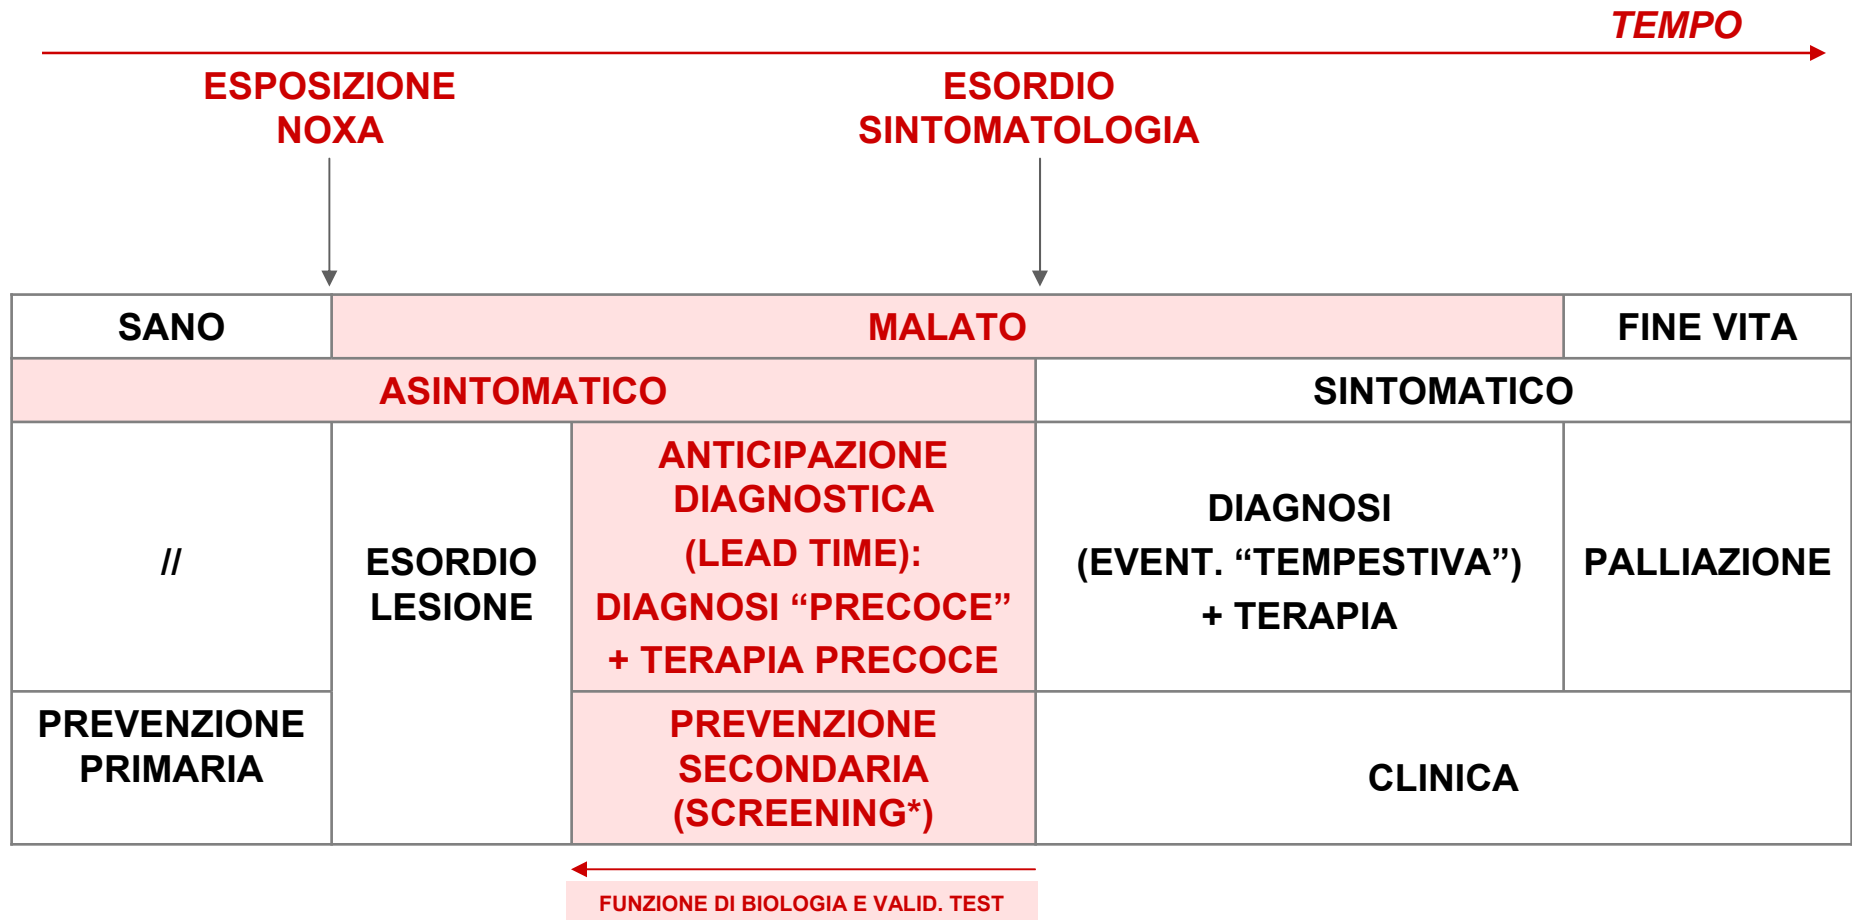 TEMPO
ESPOSIZIONE
NOXA
ESORDIO
SINTOMATOLOGIA
SANO
MALATO
FINE VITA
ASINTOMATICO
SINTOMATICO
//
ESORDIO
LESIONE
ANTICIPAZIONE
DIAGNOSTICA
(LEAD TIME):
DIAGNOSI “PRECOCE”
+ TERAPIA PRECOCE
DIAGNOSI
(EVENT. “TEMPESTIVA”)
+ TERAPIA
PALLIAZIONE
PREVENZIONE
PRIMARIA
PREVENZIONE
SECONDARIA
(SCREENING*)
CLINICA
FUNZIONE DI BIOLOGIA E VALID. TEST